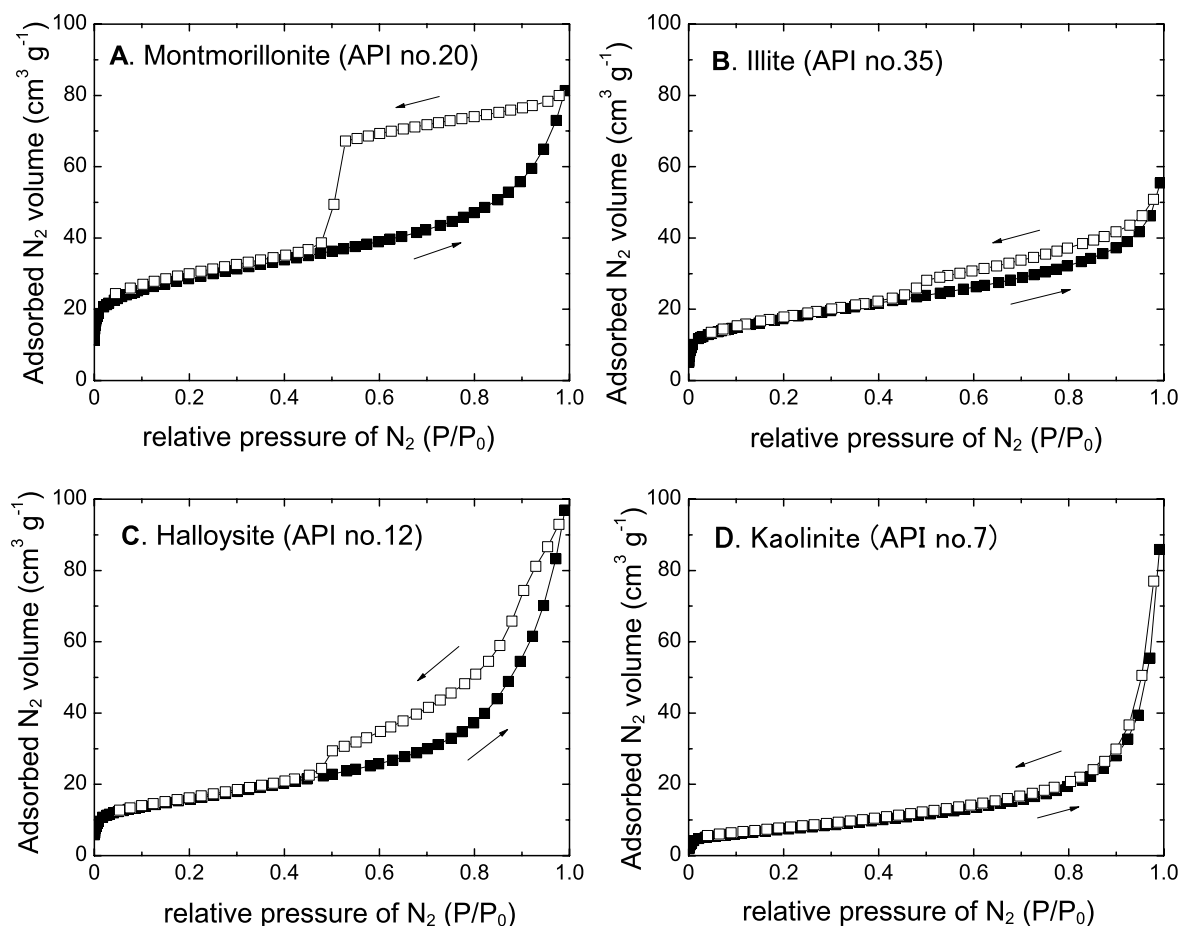 A. Montmorillonite (API no.20)
Adsorbed N₂ volume (cm³ g⁻¹)
100
80
60
40
20
0
0 0.2 0.4 0.6 0.8 1.0
relative pressure of N₂ (P/P₀)
B. Illite (API no.35)
Adsorbed N₂ volume (cm³ g⁻¹)
100
80
60
40
20
0
0 0.2 0.4 0.6 0.8 1.0
relative pressure of N₂ (P/P₀)
C. Halloysite (API no.12)
Adsorbed N₂ volume (cm³ g⁻¹)
100
80
60
40
20
0
0 0.2 0.4 0.6 0.8 1.0
relative pressure of N₂ (P/P₀)
D. Kaolinite (API no.7)
Adsorbed N₂ volume (cm³ g⁻¹)
100
80
60
40
20
0
0 0.2 0.4 0.6 0.8 1.0
relative pressure of N₂ (P/P₀)